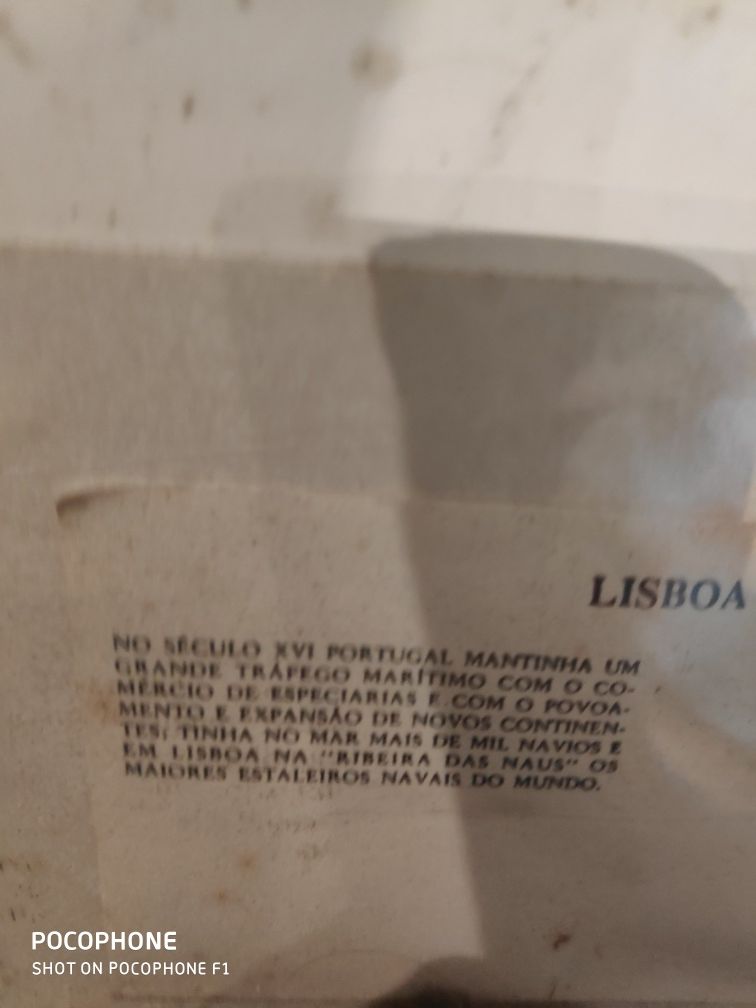 LISBOA
NO SÉCULO XVI PORTUGAL MANTINHA UM
GRANDE TRÁFEGO MARÍTIMO COM O CO-
MÉRCIO DE ESPECIARIAS E COM O POVOA-
MENTO E EXPANSÃO DE NOVOS CONTINEN-
TES; TINHA NO MAR MAIS DE MIL NAVIOS E
EM LISBOA NA "RIBEIRA DAS NAUS" OS
MAIORES ESTALEIROS NAVAIS DO MUNDO.
POCOPHONE
SHOT ON POCOPHONE F1